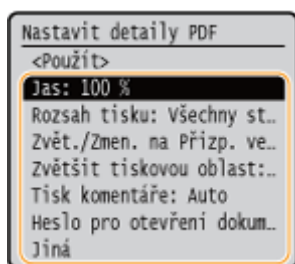 Nastavit detaily PDF
<Použít>
Jas: 100 %
Rozsah tisku: Všechny st…
Zvět./Zmen. na Přizp. ve…
Zvětšit tiskovou oblast:…
Tisk komentáře: Auto
Heslo pro otevření dokum…
Jiná